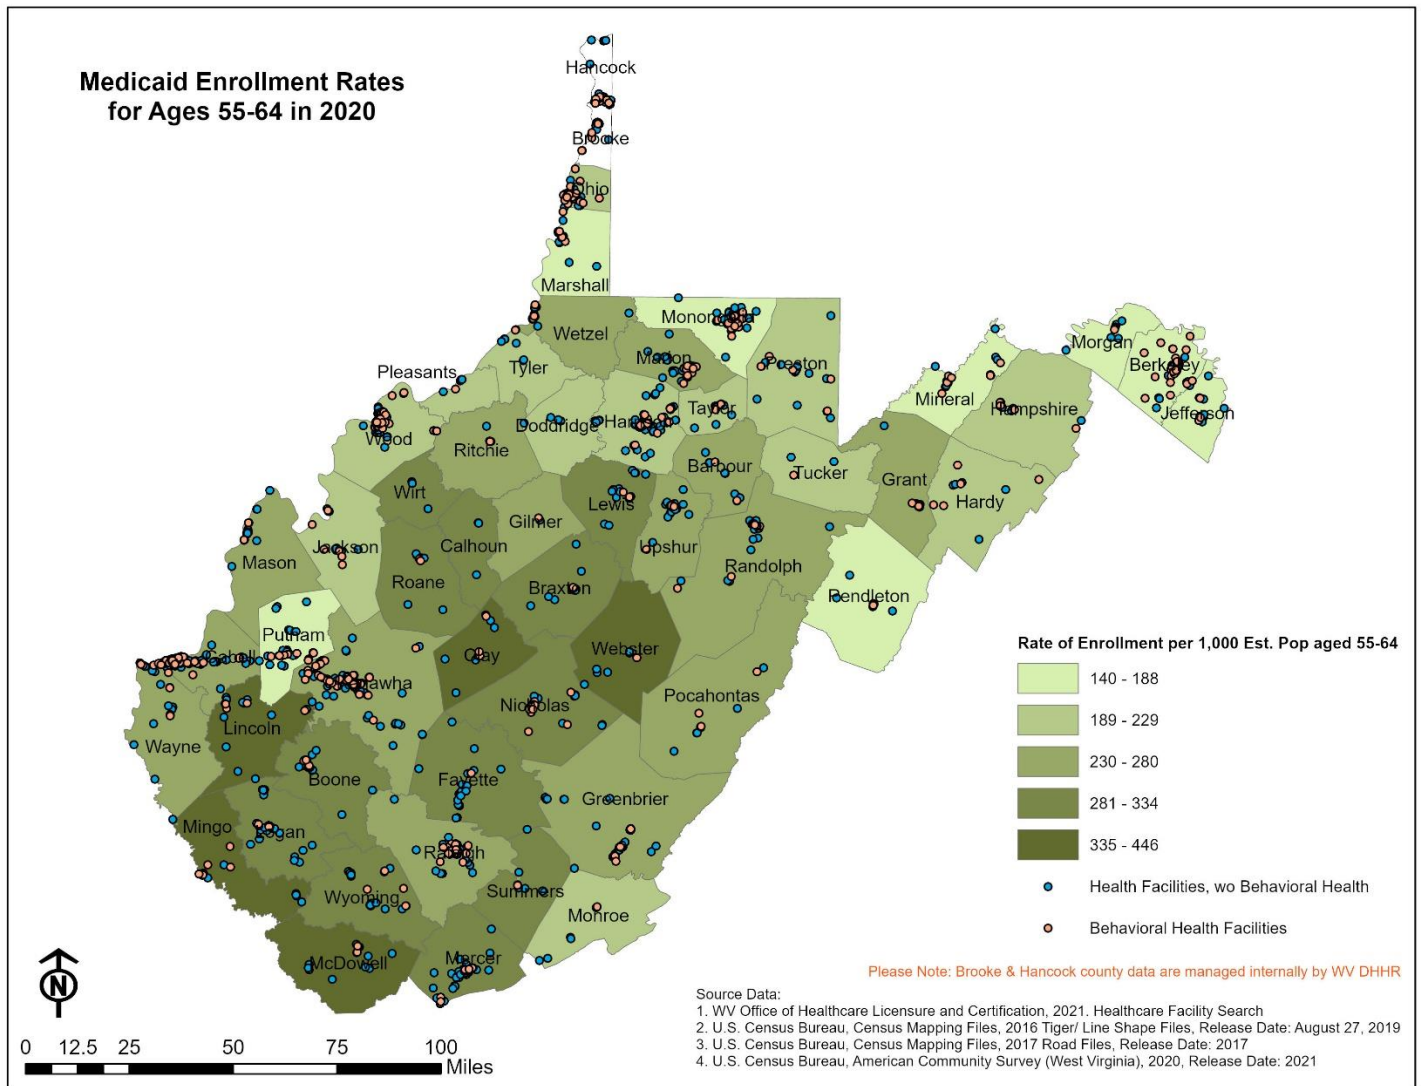 Medicaid Enrollment Rates
for Ages 55-64 in 2020
Hancock
Brooke
Ohio
Marshall
Wetzel
Monongalia
Marion
Preston
Morgan
Berkeley
Jefferson
Mineral
Hampshire
Pleasants
Tyler
Wood
Ritchie
Doddridge
Harrison
Taylor
Barbour
Tucker
Grant
Hardy
Wirt
Lewis
Gilmer
Calhoun
Upshur
Randolph
Mason
Jackson
Roane
Braxton
Pendleton
Putnam
Cabell
Kanawha
Clay
Webster
Nicholas
Pocahontas
Lincoln
Wayne
Boone
Fayette
Greenbrier
Mingo
Logan
Raleigh
Wyoming
Summers
Monroe
McDowell
Mercer
Rate of Enrollment per 1,000 Est. Pop aged 55-64
140 - 188
189 - 229
230 - 280
281 - 334
335 - 446
Health Facilities, wo Behavioral Health
Behavioral Health Facilities
Please Note: Brooke & Hancock county data are managed internally by WV DHHR
Source Data:
1. WV Office of Healthcare Licensure and Certification, 2021. Healthcare Facility Search
2. U.S. Census Bureau, Census Mapping Files, 2016 Tiger/ Line Shape Files, Release Date: August 27, 2019
3. U.S. Census Bureau, Census Mapping Files, 2017 Road Files, Release Date: 2017
4. U.S. Census Bureau, American Community Survey (West Virginia), 2020, Release Date: 2021
N
0 12.5 25 50 75 100
Miles